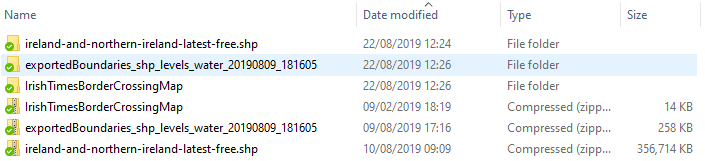 Name Date modified Type Size
ireland-and-northern-ireland-latest-free.shp 22/08/2019 12:24 File folder
exportedBoundaries_shp_levels_water_20190809_181605 22/08/2019 12:26 File folder
IrishTimesBorderCrossingMap 22/08/2019 12:26 File folder
IrishTimesBorderCrossingMap 09/02/2019 18:19 Compressed (zipp... 14 KB
exportedBoundaries_shp_levels_water_20190809_181605 09/08/2019 17:16 Compressed (zipp... 258 KB
ireland-and-northern-ireland-latest-free.shp 10/08/2019 09:09 Compressed (zipp... 356,714 KB